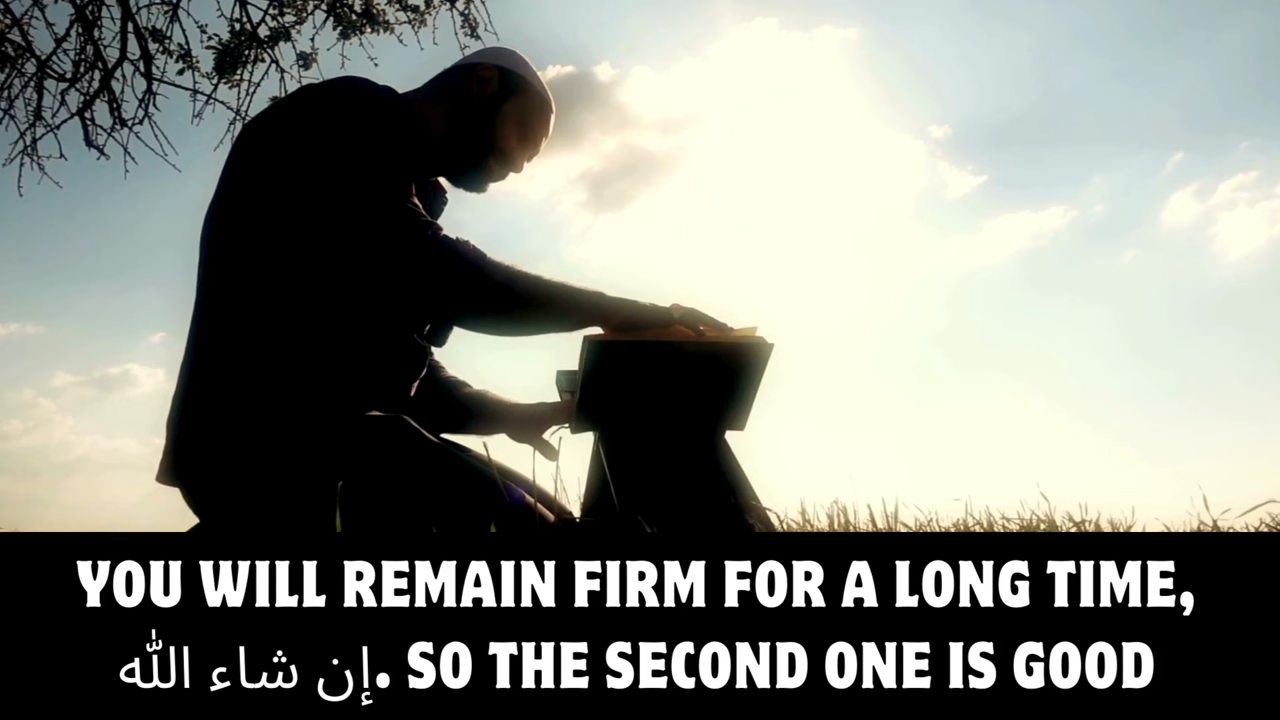 YOU WILL REMAIN FIRM FOR A LONG TIME,
إن شاء الله. SO THE SECOND ONE IS GOOD